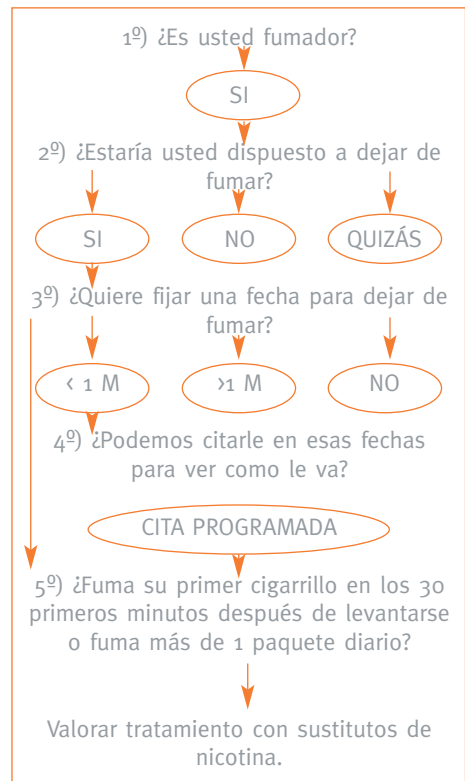 1º) ¿Es usted fumador?
SI
2º) ¿Estaría usted dispuesto a dejar de
fumar?
SI NO QUIZÁS
3º) ¿Quiere fijar una fecha para dejar de
fumar?
< 1 M >1 M NO
4º) ¿Podemos citarle en esas fechas
para ver como le va?
CITA PROGRAMADA
5º) ¿Fuma su primer cigarrillo en los 30
primeros minutos después de levantarse
o fuma más de 1 paquete diario?
Valorar tratamiento con sustitutos de
nicotina.